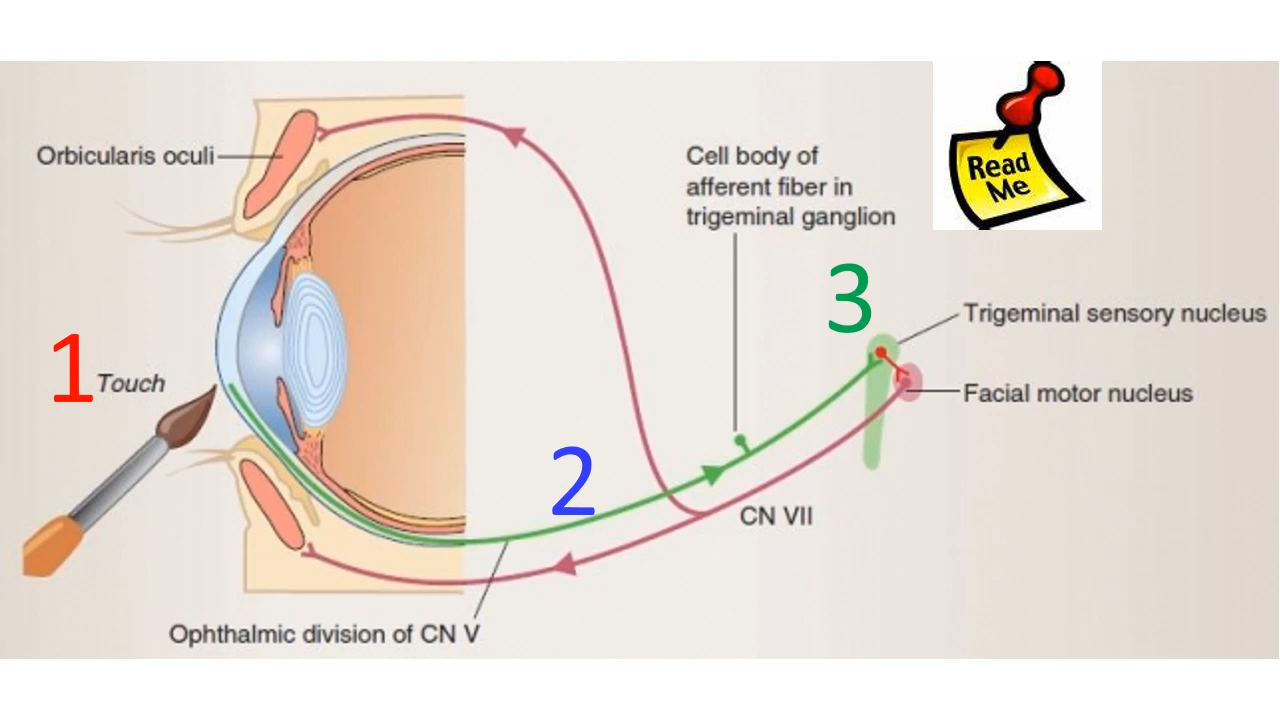 Read
Me
Orbicularis oculi
Cell body of
afferent fiber in
trigeminal ganglion
3
Trigeminal sensory nucleus
1
Touch
Facial motor nucleus
2
CN VII
Ophthalmic division of CN V